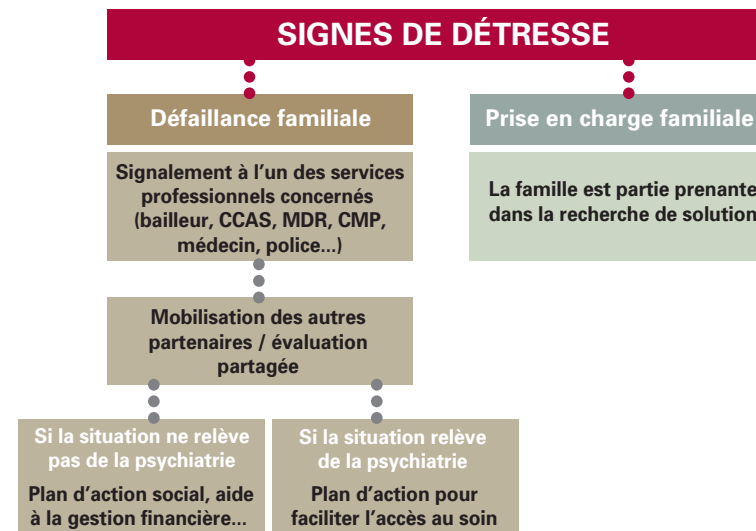 SIGNES DE DÉTRESSE
Défaillance familiale
Signalement à l'un des services
professionnels concernés
(bailleur, CCAS, MDR, CMP,
médecin, police...)
Prise en charge familiale
La famille est partie prenante
dans la recherche de solution
Mobilisation des autres
partenaires / évaluation
partagée
Si la situation ne relève
pas de la psychiatrie
Plan d'action social, aide
à la gestion financière...
Si la situation relève
de la psychiatrie
Plan d'action pour
faciliter l'accès au soin